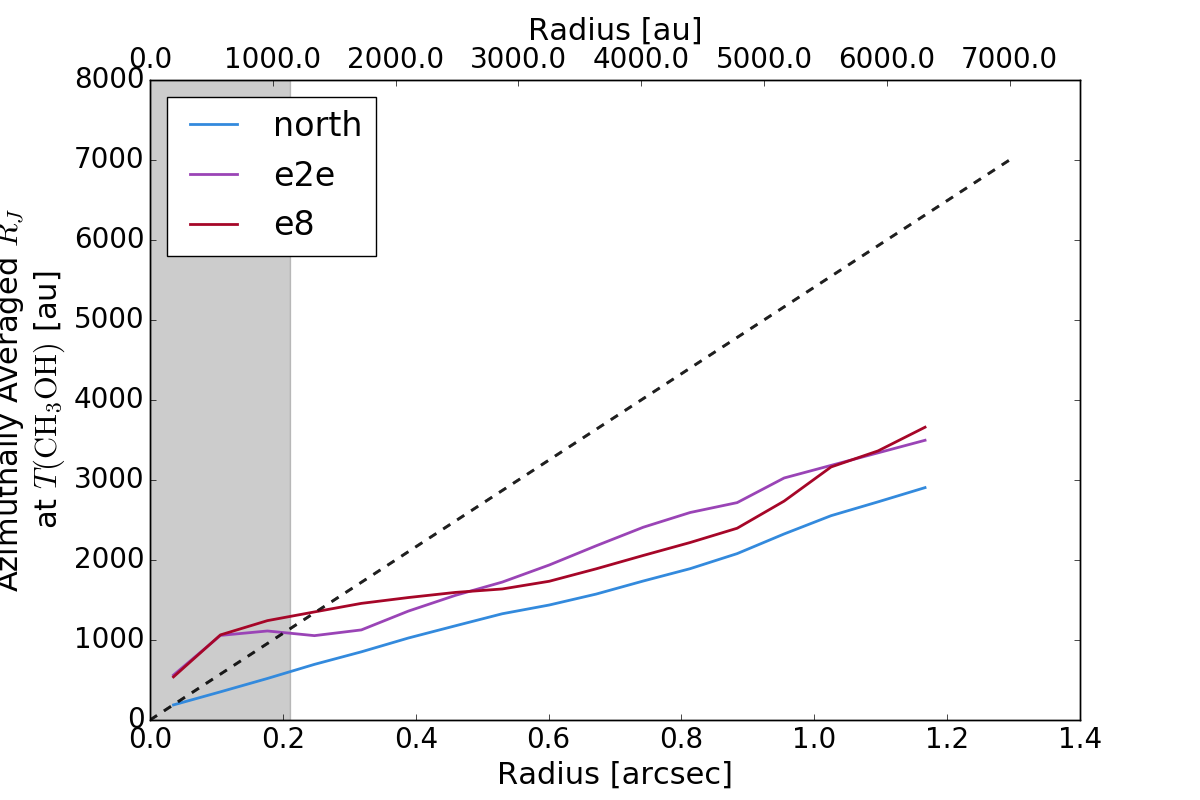 Radius [au]
0.0 1000.0 2000.0 3000.0 4000.0 5000.0 6000.0 7000.0
8000
7000
6000
5000
4000
3000
2000
1000
0
north
e2e
e8
Azimuthally Averaged R_J
at T(CH₃OH) [au]
0.0 0.2 0.4 0.6 0.8 1.0 1.2 1.4
Radius [arcsec]